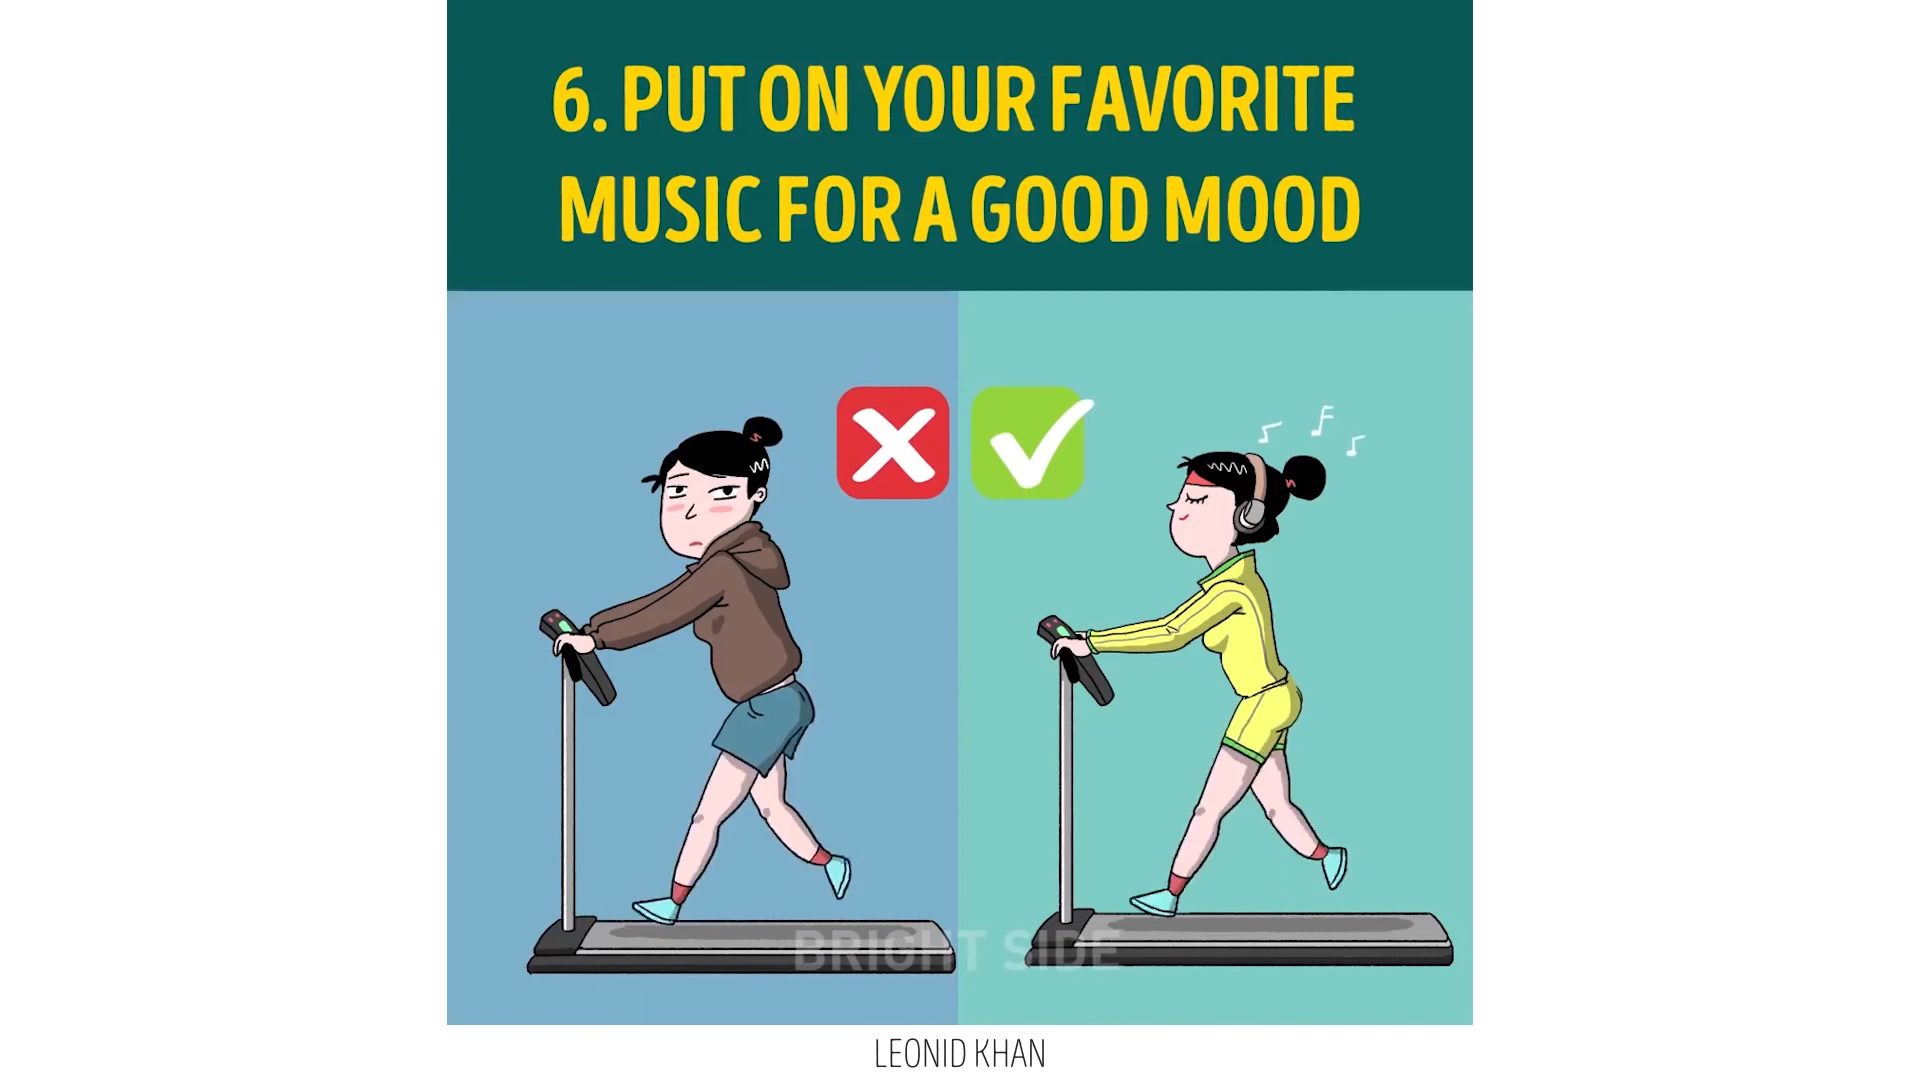 6. PUT ON YOUR FAVORITE
MUSIC FOR A GOOD MOOD
BRIGHT SIDE
LEONID KHAN